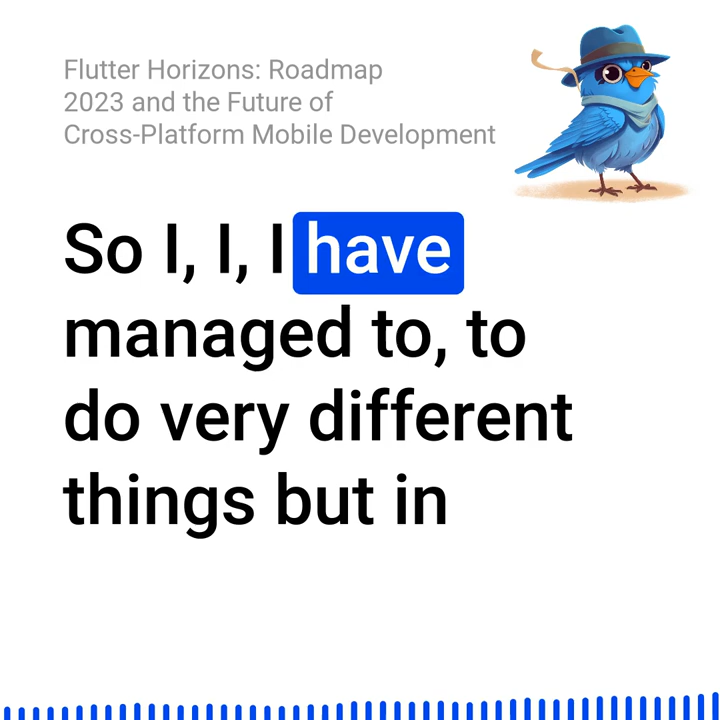 Flutter Horizons: Roadmap
2023 and the Future of
Cross-Platform Mobile Development
So I, I, I have
managed to, to
do very different
things but in